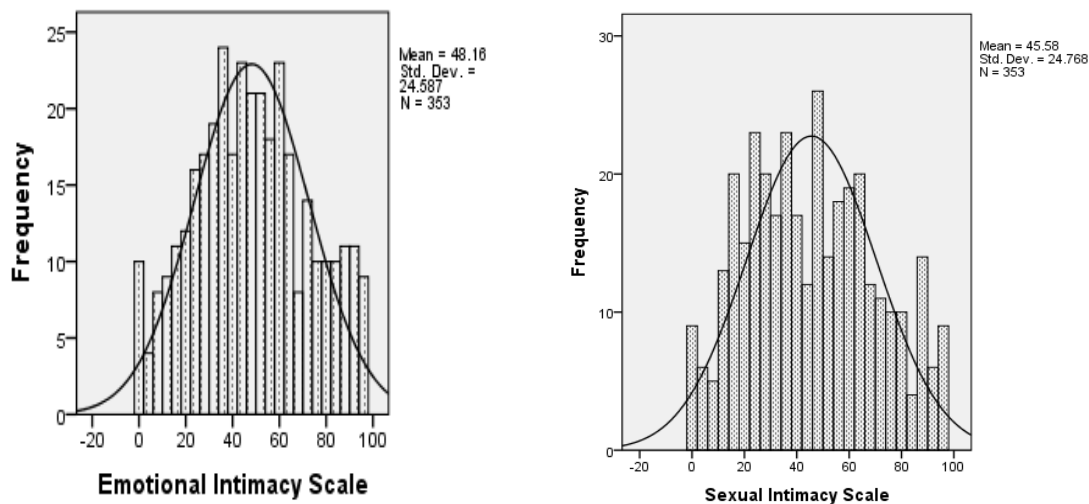 25
20
15
10
5
0
Frequency
-20 0 20 40 60 80 100
Emotional Intimacy Scale
Mean = 48.16
Std. Dev. =
24.587
N = 353
30
20
10
0
Frequency
-20 0 20 40 60 80 100
Sexual Intimacy Scale
Mean = 45.58
Std. Dev. = 24.768
N = 353